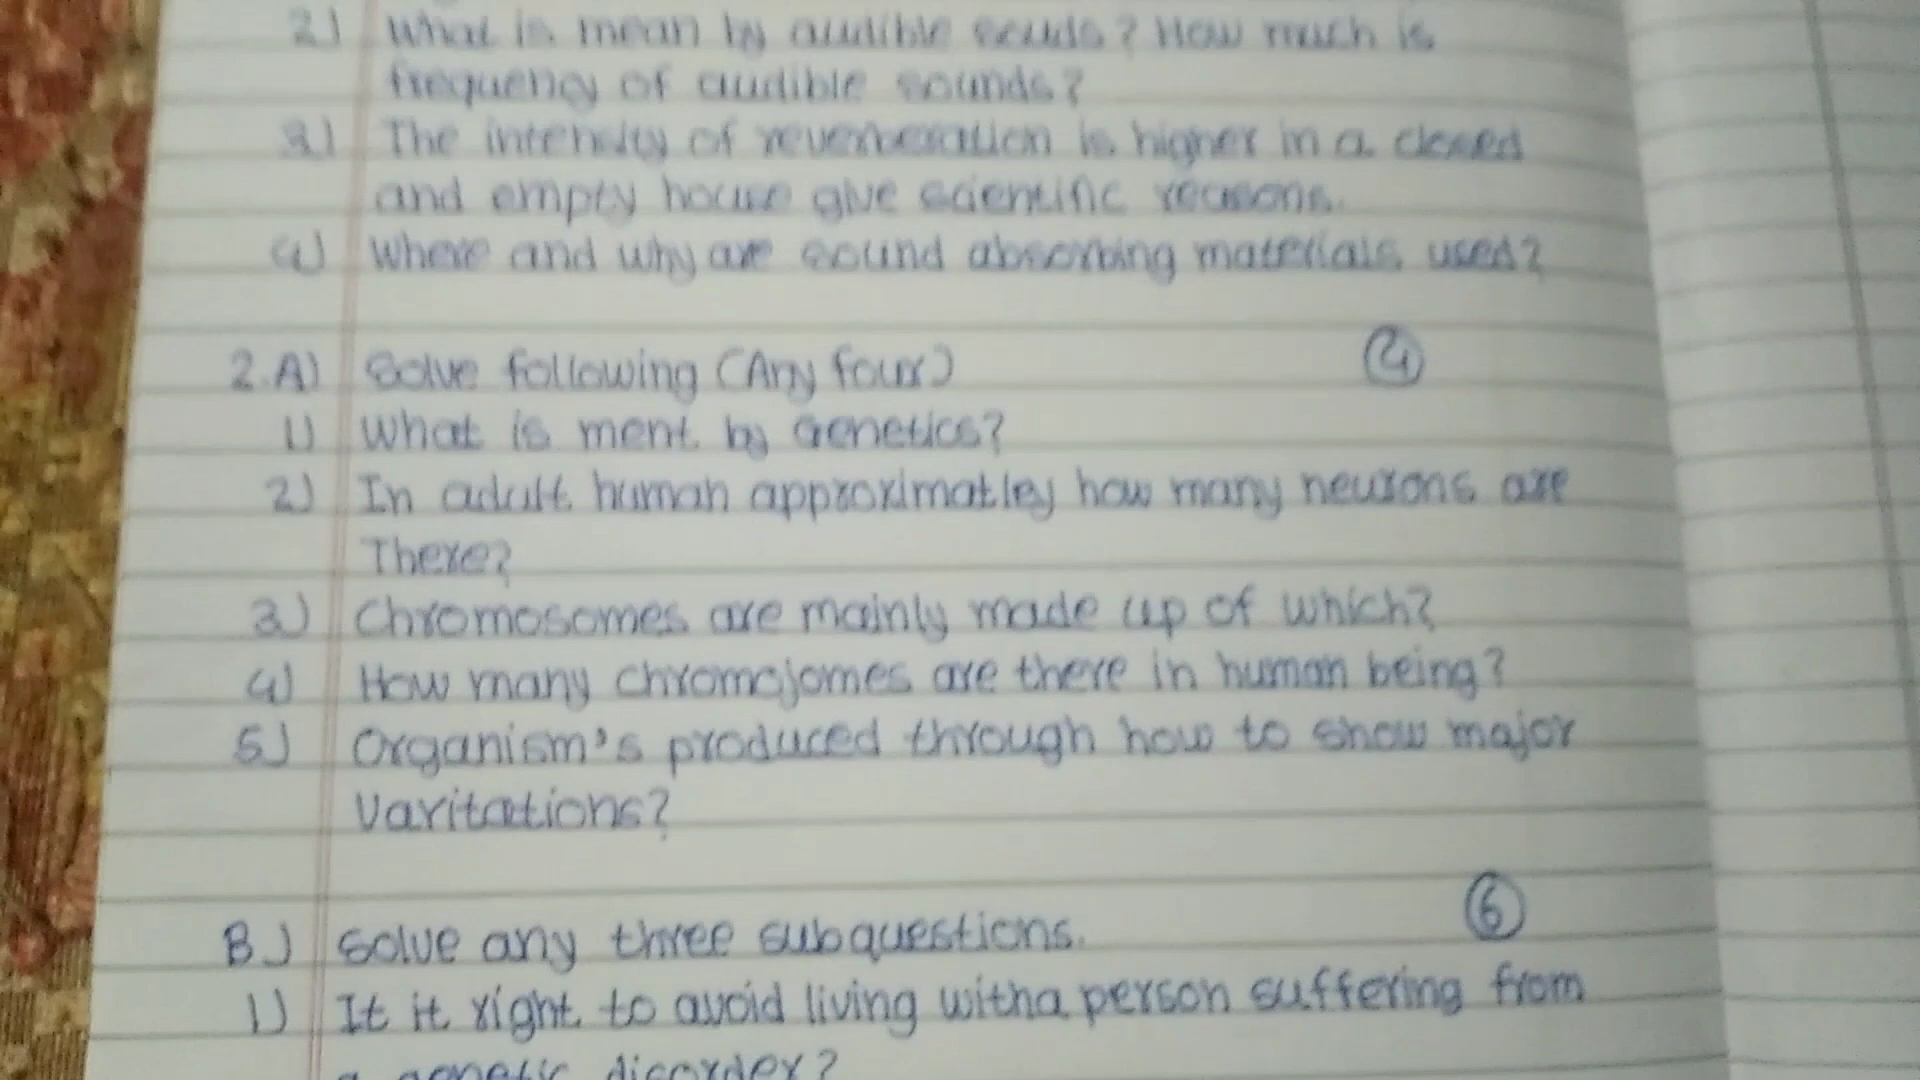 2) What is mean by audible souds? How much is
frequency of audible sounds?
3) The intensity of reverberation is higher in a closed
and empty house give scientific reasons.
4) Where and why are sound absorbing materials used?
2.A) Solve following (Any four) 4
1) What is ment by Genetics?
2) In adult human approximatley how many neurons are
There?
3) Chromosomes are mainly made up of which?
4) How many chromojomes are there in human being?
5) Organism's produced through how to show major
Varitations?
B.) Solve any three subquestions. 6
1) It it right to avoid living with a person suffering from
a genetic disorder?